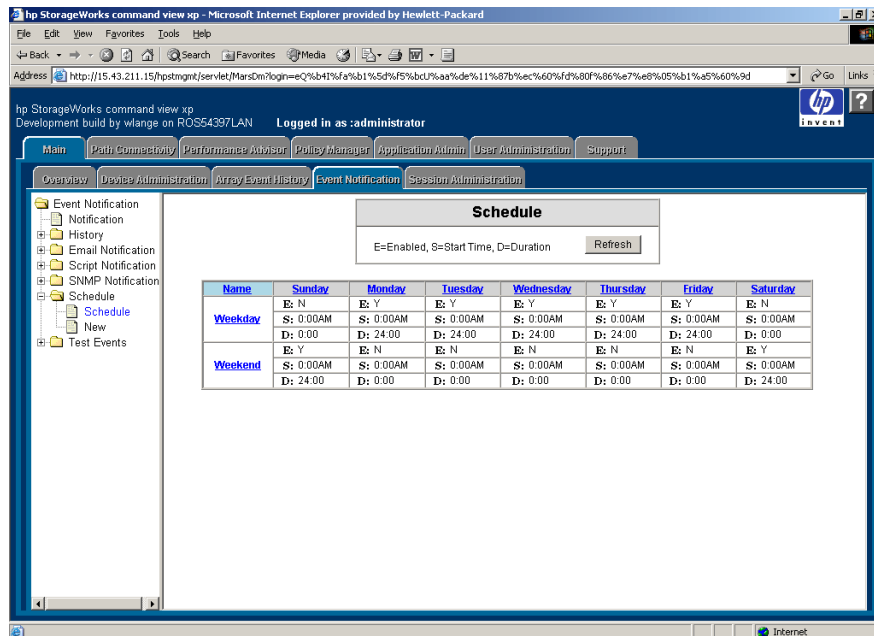 hp StorageWorks command view xp - Microsoft Internet Explorer provided by Hewlett-Packard
File Edit View Favorites Tools Help
Back Search Favorites Media
Address http://15.43.211.15/hpstmgmt/servlet/MarsDm?login=eQ%b4I%fa%b1%5d%f5%bcU%aa%de%11%87b%ec%60%fd%80f%86%e7%e8%05%b1%a5%60%9d Go Links
hp StorageWorks command view xp
Development build by wlange on ROS54397LAN Logged in as :administrator
hp
invent
?
Main Path Connectivity Performance Advisor Policy Manager Application Admin User Administration Support
Overview Device Administration Array Event History Event Notification Session Administration
Event Notification
Notification
History
Email Notification
Script Notification
SNMP Notification
Schedule
Schedule
New
Test Events
Schedule
E=Enabled, S=Start Time, D=Duration Refresh
Name Sunday Monday Tuesday Wednesday Thursday Friday Saturday
E: N E: Y E: Y E: Y E: Y E: Y E: N
Weekday S: 0:00AM S: 0:00AM S: 0:00AM S: 0:00AM S: 0:00AM S: 0:00AM S: 0:00AM
D: 0:00 D: 24:00 D: 24:00 D: 24:00 D: 24:00 D: 24:00 D: 0:00
E: Y E: N E: N E: N E: N E: N E: Y
Weekend S: 0:00AM S: 0:00AM S: 0:00AM S: 0:00AM S: 0:00AM S: 0:00AM S: 0:00AM
D: 24:00 D: 0:00 D: 0:00 D: 0:00 D: 0:00 D: 0:00 D: 24:00
Internet